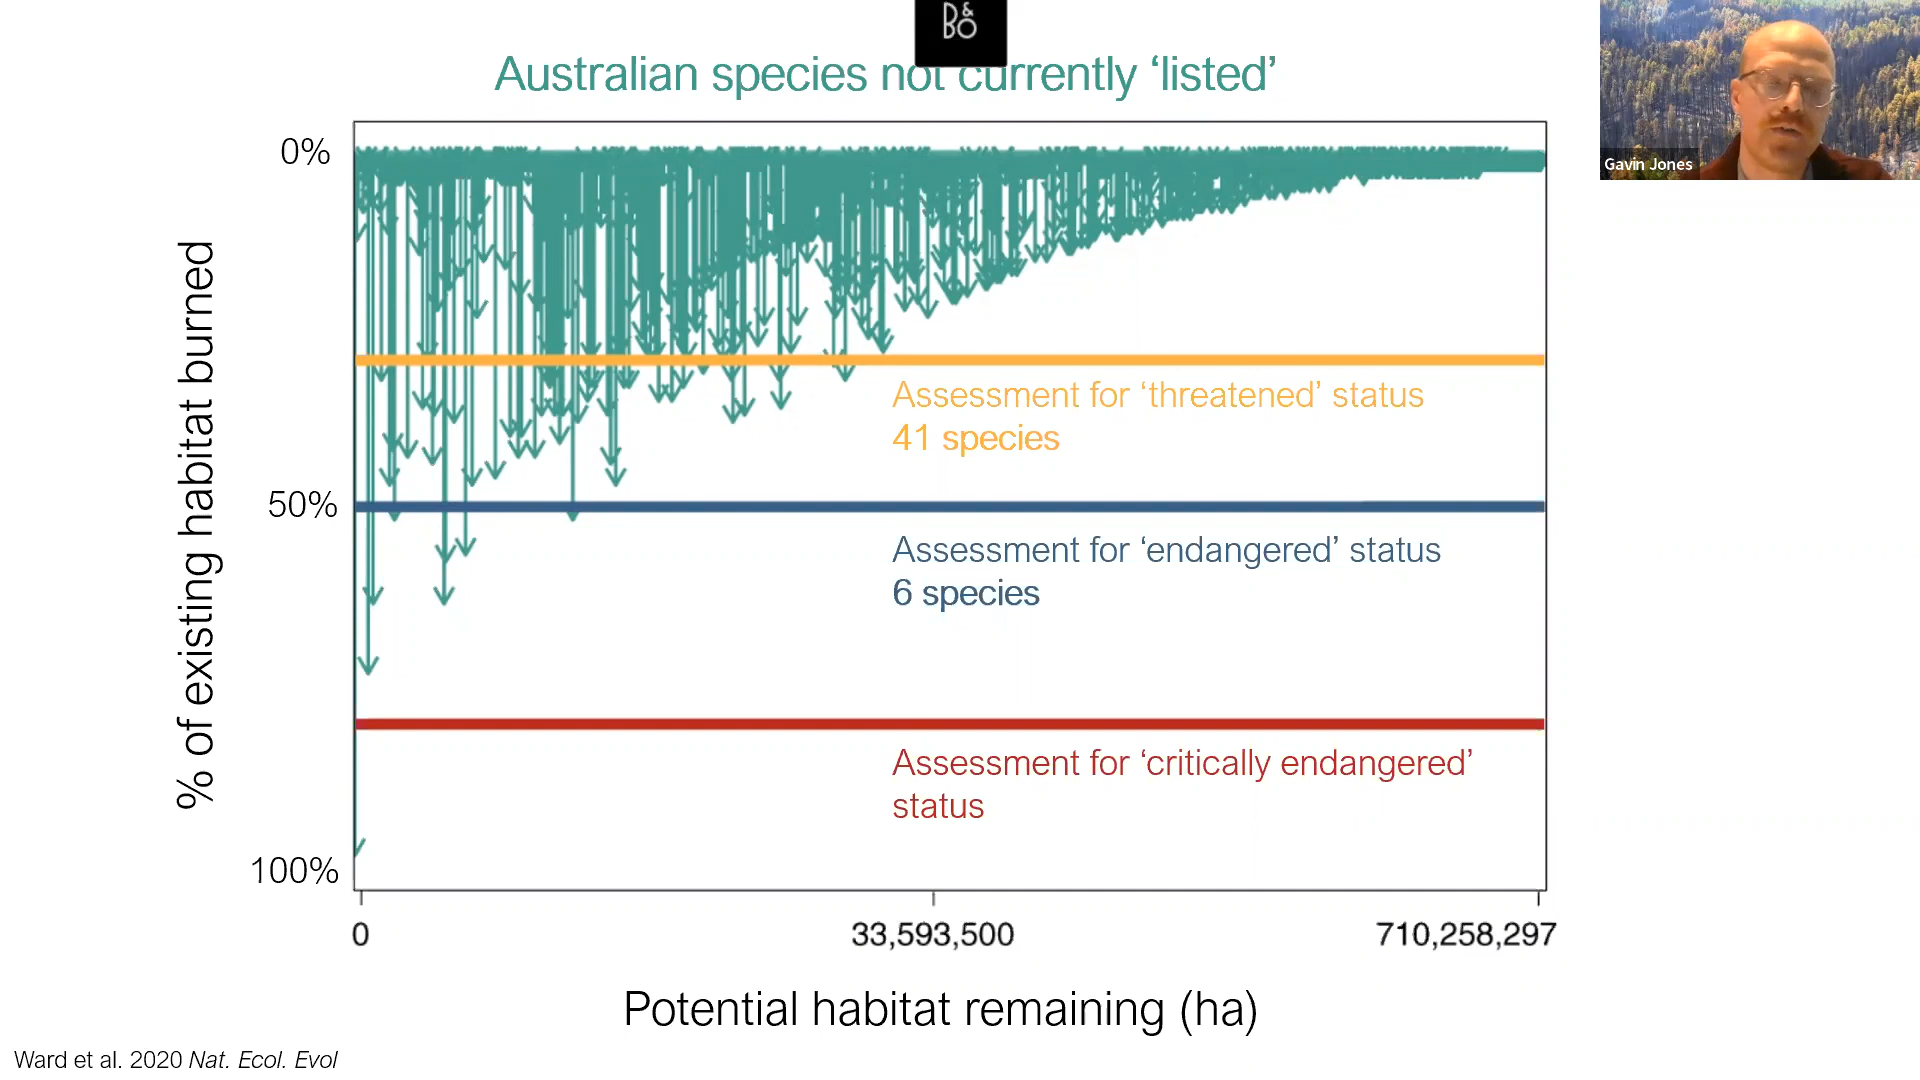 B&O
Australian species not currently ‘listed’
Gavin Jones
0%
50%
100%
% of existing habitat burned
Assessment for ‘threatened’ status
41 species
Assessment for ‘endangered’ status
6 species
Assessment for ‘critically endangered’
status
0
33,593,500
710,258,297
Potential habitat remaining (ha)
Ward et al. 2020 Nat. Ecol. Evol